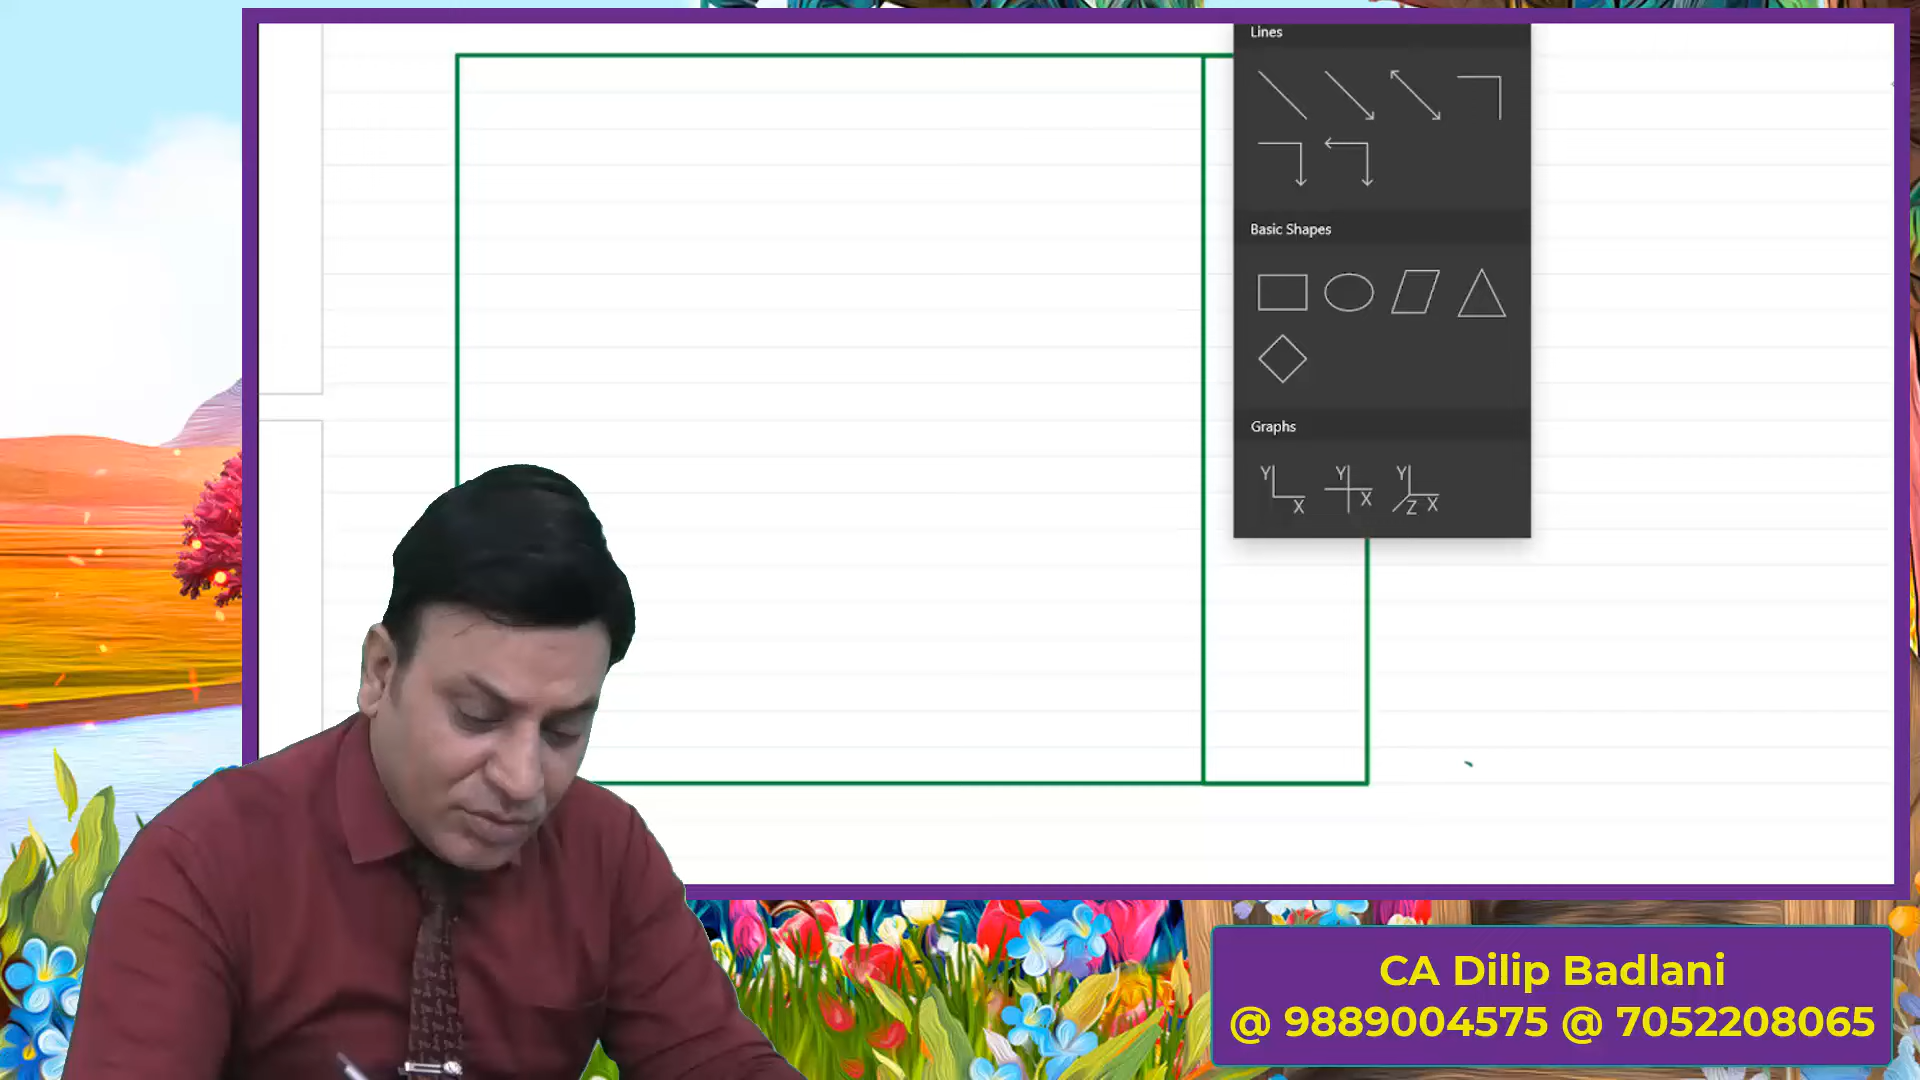 Lines
Basic Shapes
Graphs
Y
X
Y
X
Y
Z X
CA Dilip Badlani
@ 9889004575 @ 7052208065